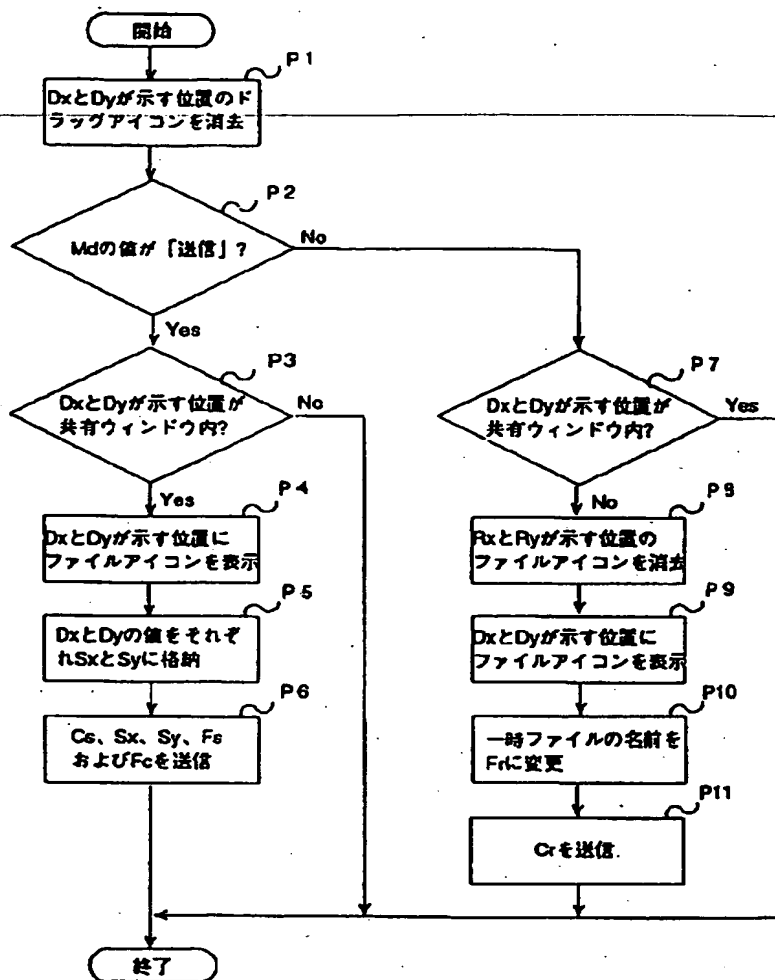 開始
P1
DxとDyが示す位置のド
ラッグアイコンを消去
P2
Mdの値が「送信」?
No
Yes
P3
DxとDyが示す位置が
共有ウィンドウ内?
No
Yes
P4
DxとDyが示す位置に
ファイルアイコンを表示
P5
DxとDyの値をそれぞ
れSxとSyに格納
P6
Cs、Sx、Sy、Fs
およびFcを送信
P7
DxとDyが示す位置が
共有ウィンドウ内?
Yes
No
P8
RxとRyが示す位置の
ファイルアイコンを消去
P9
DxとDyが示す位置に
ファイルアイコンを表示
P10
一時ファイルの名前を
Frに変更
P11
Crを送信
終了